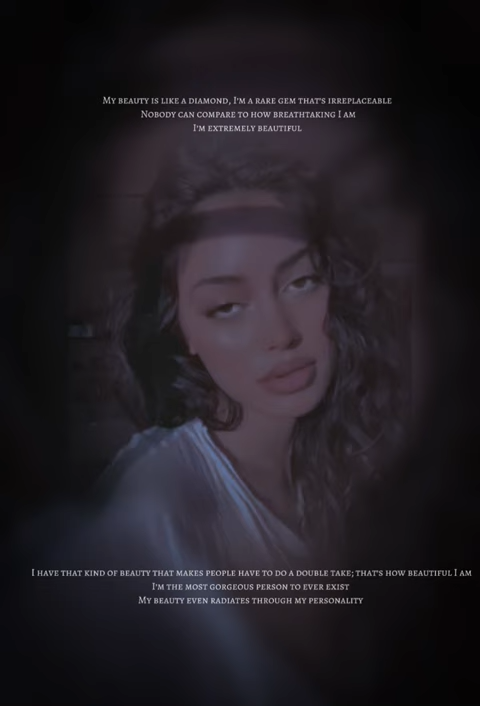 My beauty is like a diamond, I'm a rare gem that's irreplaceable
Nobody can compare to how breathtaking I am
I'm extremely beautiful
I have that kind of beauty that makes people have to do a double take; that's how beautiful I am
I'm the most gorgeous person to ever exist
My beauty even radiates through my personality